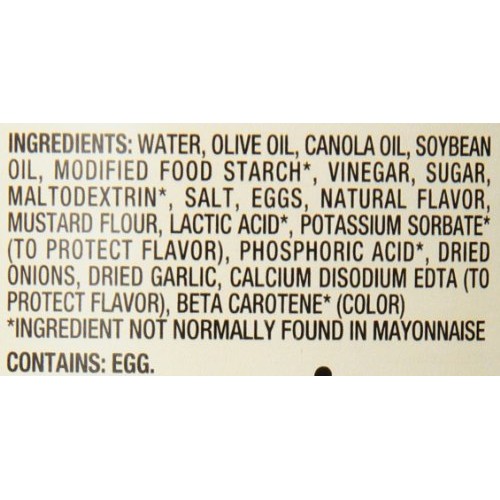 INGREDIENTS: WATER, OLIVE OIL, CANOLA OIL, SOYBEAN
OIL, MODIFIED FOOD STARCH*, VINEGAR, SUGAR,
MALTODEXTRIN*, SALT, EGGS, NATURAL FLAVOR,
MUSTARD FLOUR, LACTIC ACID*, POTASSIUM SORBATE*
(TO PROTECT FLAVOR), PHOSPHORIC ACID*, DRIED
ONIONS, DRIED GARLIC, CALCIUM DISODIUM EDTA (TO
PROTECT FLAVOR), BETA CAROTENE* (COLOR)
*INGREDIENT NOT NORMALLY FOUND IN MAYONNAISE
CONTAINS: EGG.